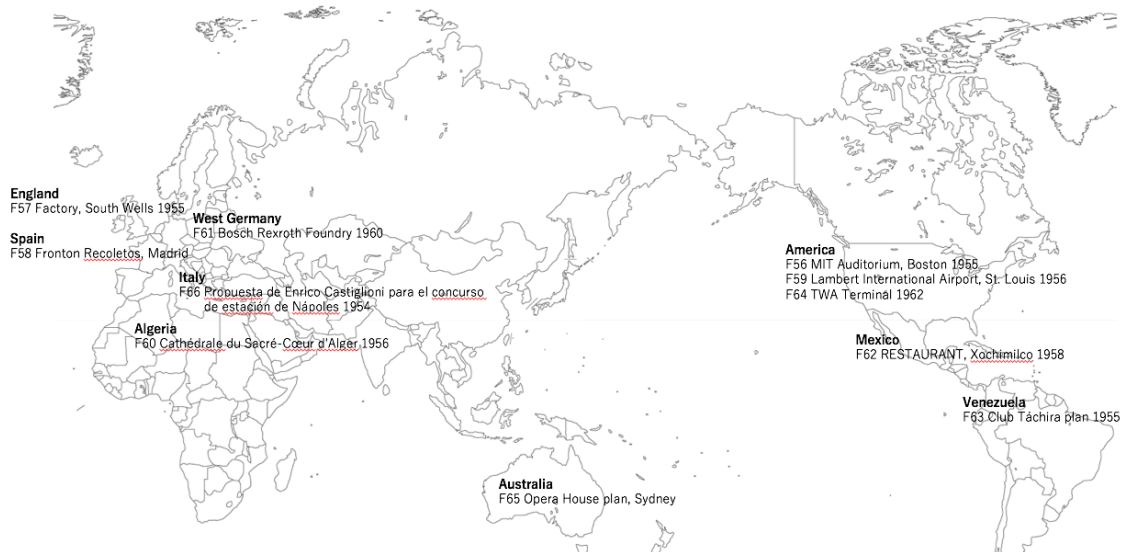 England
F57 Factory, South Wells 1955
Spain
F58 Fronton Recoletos, Madrid
West Germany
F61 Bosch Rexroth Foundry 1960
Italy
F66 Propuesta de Enrico Castiglioni para el concurso
de estación de Nápoles 1954
Algeria
F60 Cathédrale du Sacré-Cœur d'Alger 1956
Australia
F65 Opera House plan, Sydney
America
F56 MIT Auditorium, Boston 1955
F59 Lambert International Airport, St. Louis 1956
F64 TWA Terminal 1962
Mexico
F62 RESTAURANT, Xochimilco 1958
Venezuela
F63 Club Táchira plan 1955